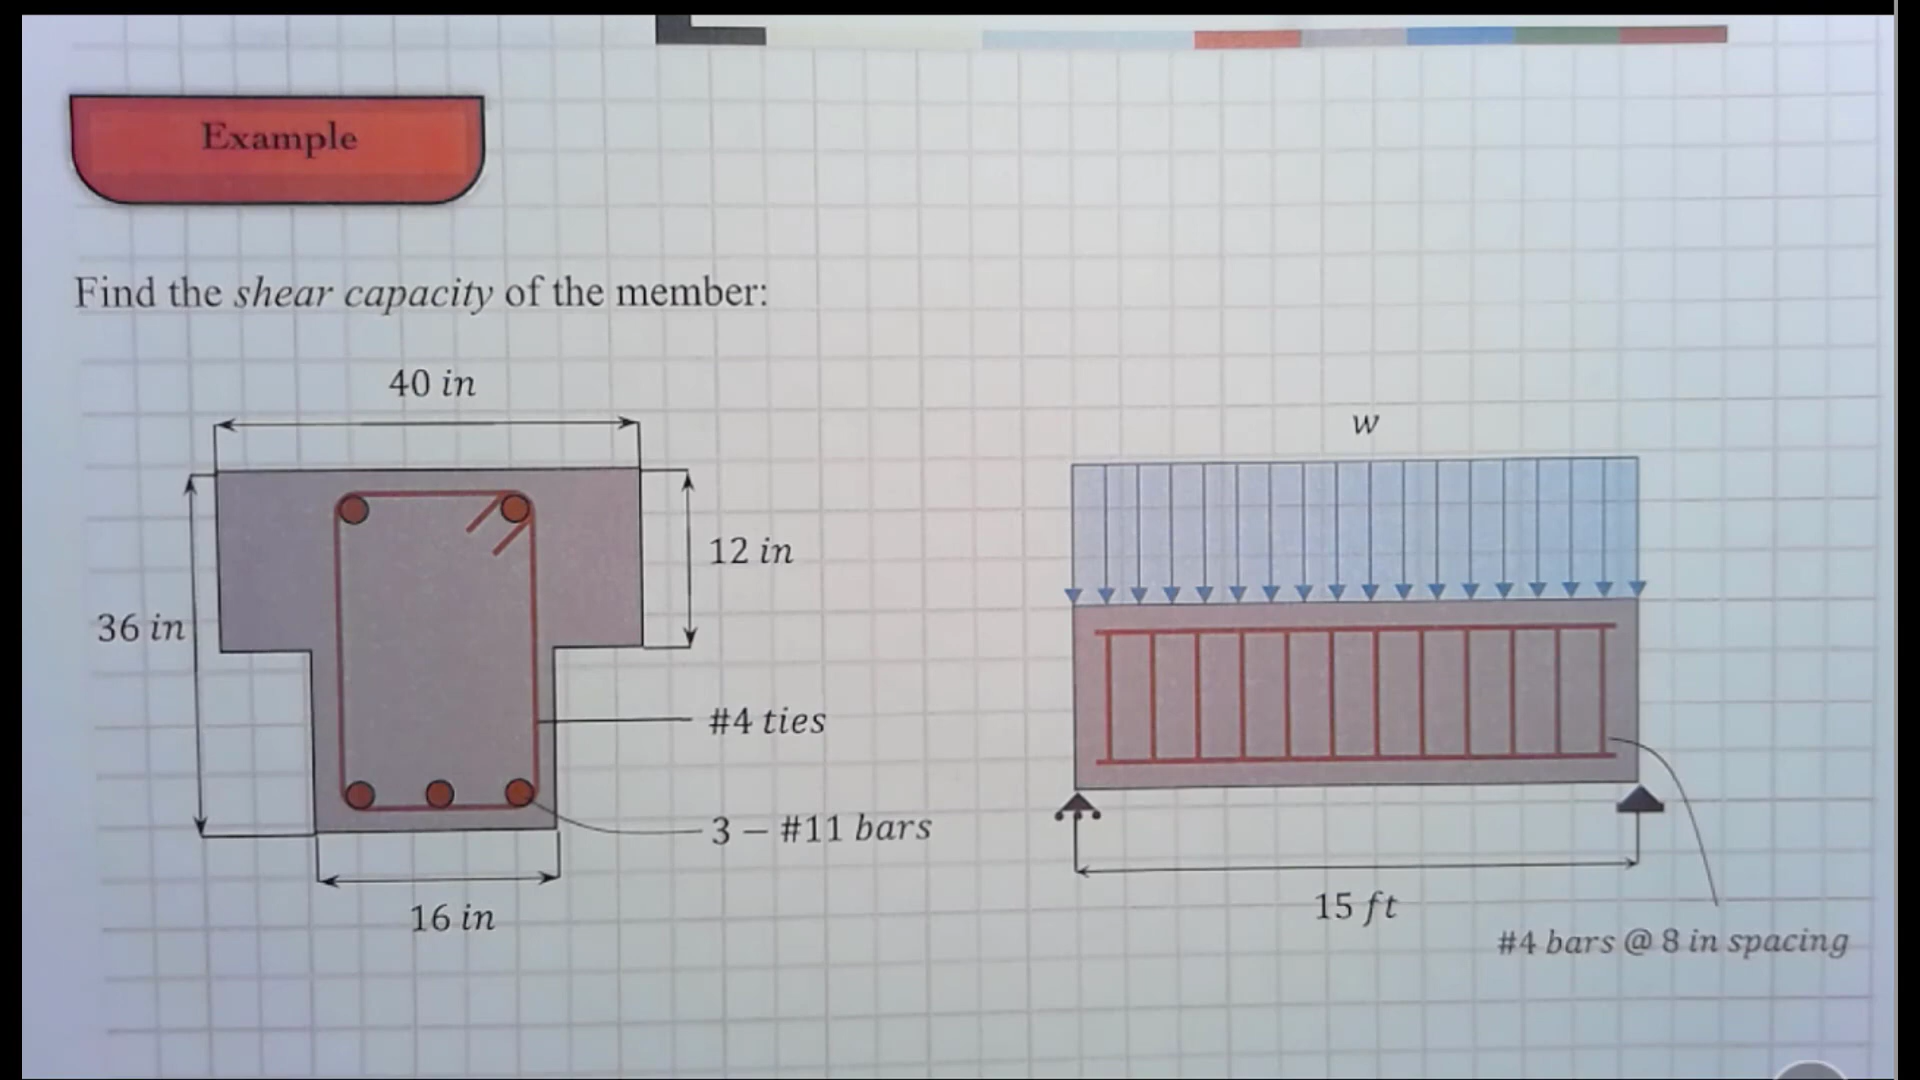 Example
Find the shear capacity of the member:
40 in
w
12 in
36 in
#4 ties
3 – #11 bars
16 in
15 ft
#4 bars @ 8 in spacing